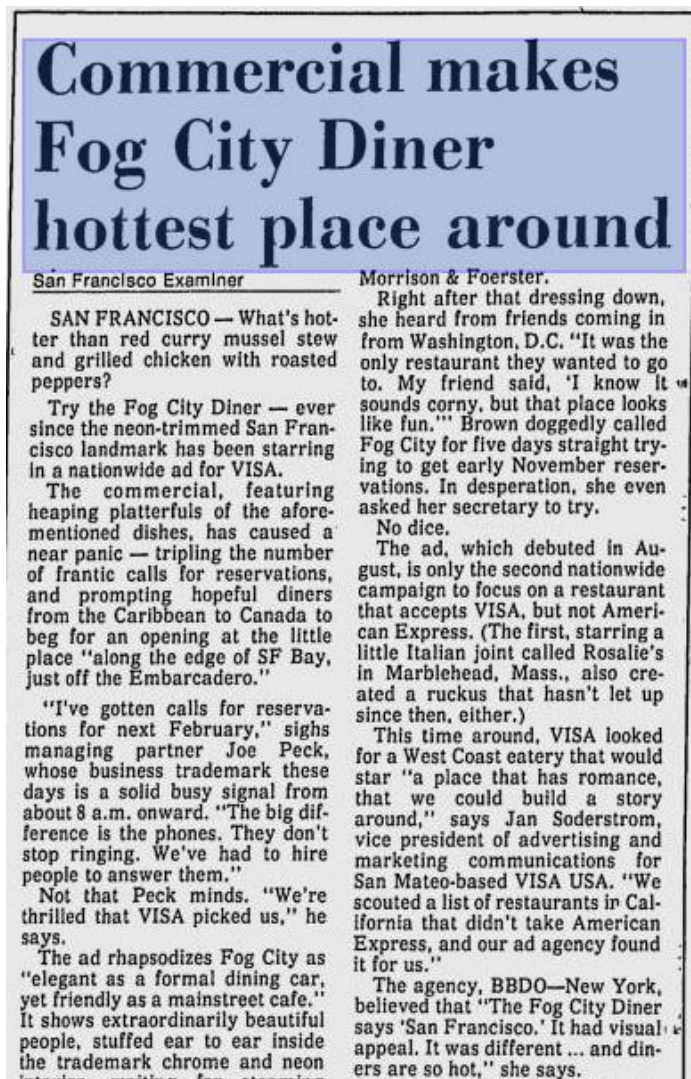 Commercial makes
Fog City Diner
hottest place around
San Francisco Examiner
SAN FRANCISCO — What's hot-
ter than red curry mussel stew
and grilled chicken with roasted
peppers?
Try the Fog City Diner — ever
since the neon-trimmed San Fran-
cisco landmark has been starring
in a nationwide ad for VISA.
The commercial, featuring
heaping platterfuls of the afore-
mentioned dishes, has caused a
near panic — tripling the number
of frantic calls for reservations,
and prompting hopeful diners
from the Caribbean to Canada to
beg for an opening at the little
place "along the edge of SF Bay,
just off the Embarcadero."
"I've gotten calls for reserva-
tions for next February," sighs
managing partner Joe Peck,
whose business trademark these
days is a solid busy signal from
about 8 a.m. onward. "The big dif-
ference is the phones. They don't
stop ringing. We've had to hire
people to answer them."
Not that Peck minds. "We're
thrilled that VISA picked us," he
says.
The ad rhapsodizes Fog City as
"elegant as a formal dining car,
yet friendly as a mainstreet cafe."
It shows extraordinarily beautiful
people, stuffed ear to ear inside
the trademark chrome and neon
Morrison & Foerster.
Right after that dressing down,
she heard from friends coming in
from Washington, D.C. "It was the
only restaurant they wanted to go
to. My friend said, 'I know it
sounds corny, but that place looks
like fun.'" Brown doggedly called
Fog City for five days straight try-
ing to get early November reser-
vations. In desperation, she even
asked her secretary to try.
No dice.
The ad, which debuted in Au-
gust, is only the second nationwide
campaign to focus on a restaurant
that accepts VISA, but not Ameri-
can Express. (The first, starring a
little Italian joint called Rosalie's
in Marblehead, Mass., also cre-
ated a ruckus that hasn't let up
since then, either.)
This time around, VISA looked
for a West Coast eatery that would
star "a place that has romance,
that we could build a story
around," says Jan Soderstrom,
vice president of advertising and
marketing communications for
San Mateo-based VISA USA. "We
scouted a list of restaurants in Cal-
ifornia that didn't take American
Express, and our ad agency found
it for us."
The agency, BBDO—New York,
believed that "The Fog City Diner
says 'San Francisco.' It had visual
appeal. It was different ... and din-
ers are so hot," she says.